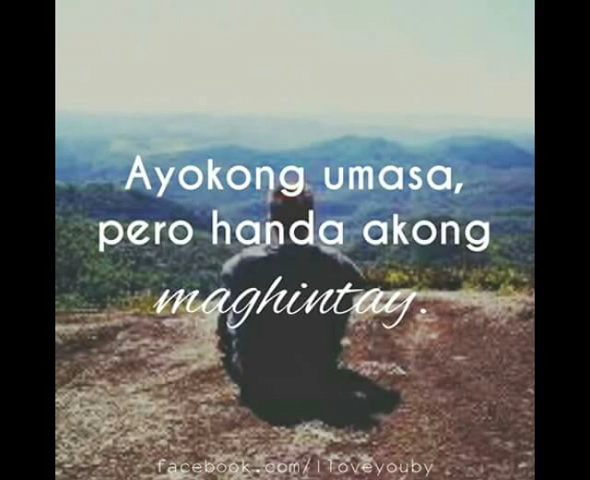 Ayokong umasa,
pero handa akong
maghintay.
facebook.com/Iloveyouby